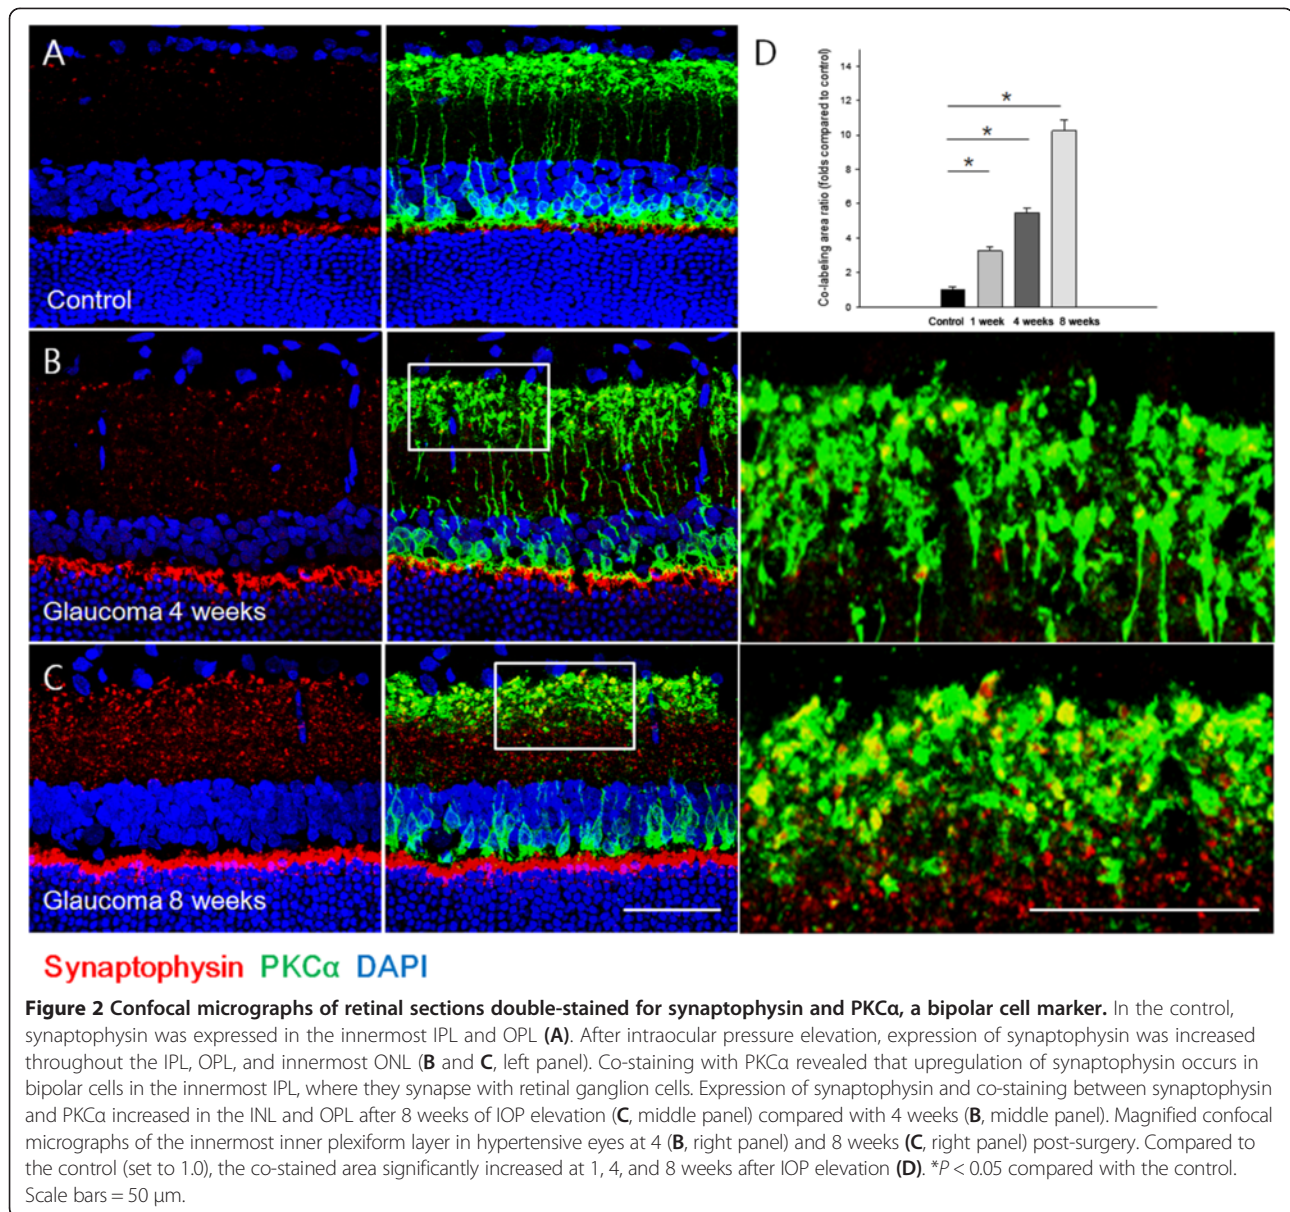 A
Control
D
Co-labeling area ratio (folds compared to control)
14
12
10
8
6
4
2
0
*
*
*
Control 1 week 4 weeks 8 weeks
B
Glaucoma 4 weeks
C
Glaucoma 8 weeks
Synaptophysin PKCα DAPI
Figure 2 Confocal micrographs of retinal sections double-stained for synaptophysin and PKCα, a bipolar cell marker. In the control,
synaptophysin was expressed in the innermost IPL and OPL (A). After intraocular pressure elevation, expression of synaptophysin was increased
throughout the IPL, OPL, and innermost ONL (B and C, left panel). Co-staining with PKCα revealed that upregulation of synaptophysin occurs in
bipolar cells in the innermost IPL, where they synapse with retinal ganglion cells. Expression of synaptophysin and co-staining between synaptophysin
and PKCα increased in the INL and OPL after 8 weeks of IOP elevation (C, middle panel) compared with 4 weeks (B, middle panel). Magnified confocal
micrographs of the innermost inner plexiform layer in hypertensive eyes at 4 (B, right panel) and 8 weeks (C, right panel) post-surgery. Compared to
the control (set to 1.0), the co-stained area significantly increased at 1, 4, and 8 weeks after IOP elevation (D). *P < 0.05 compared with the control.
Scale bars = 50 μm.